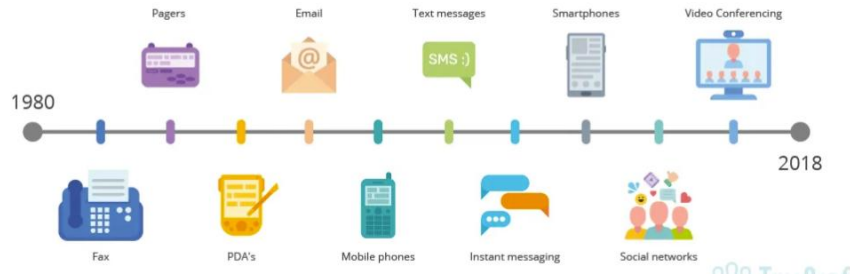 Pagers
Email
Text messages
Smartphones
Video Conferencing
@
SMS :)
1980
2018
Fax
PDA's
Mobile phones
Instant messaging
Social networks